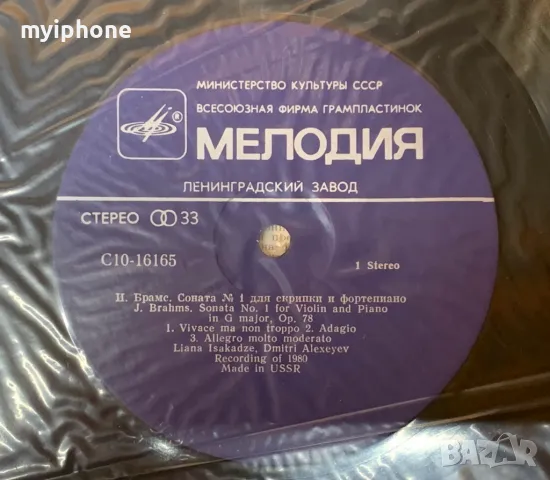 myiphone
МИНИСТЕРСТВО КУЛЬТУРЫ СССР
ВСЕСОЮЗНАЯ ФИРМА ГРАМПЛАСТИНОК
®
МЕЛОДИЯ
ЛЕНИНГРАДСКИЙ ЗАВОД
СТЕРЕО 33
С10-16165
1 Stereo
И. Брамс. Соната № 1 для скрипки и фортепиано
J. Brahms. Sonata No. 1 for Violin and Piano
in G major, Op. 78
1. Vivace ma non troppo 2. Adagio
3. Allegro molto moderato
Liana Isakadze, Dmitri Alexeyev
Recording of 1980
Made in USSR
BAZAR